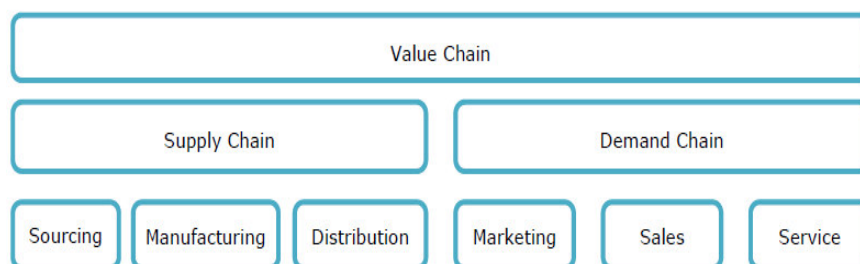 Value Chain
Supply Chain Demand Chain
Sourcing Manufacturing Distribution Marketing Sales Service